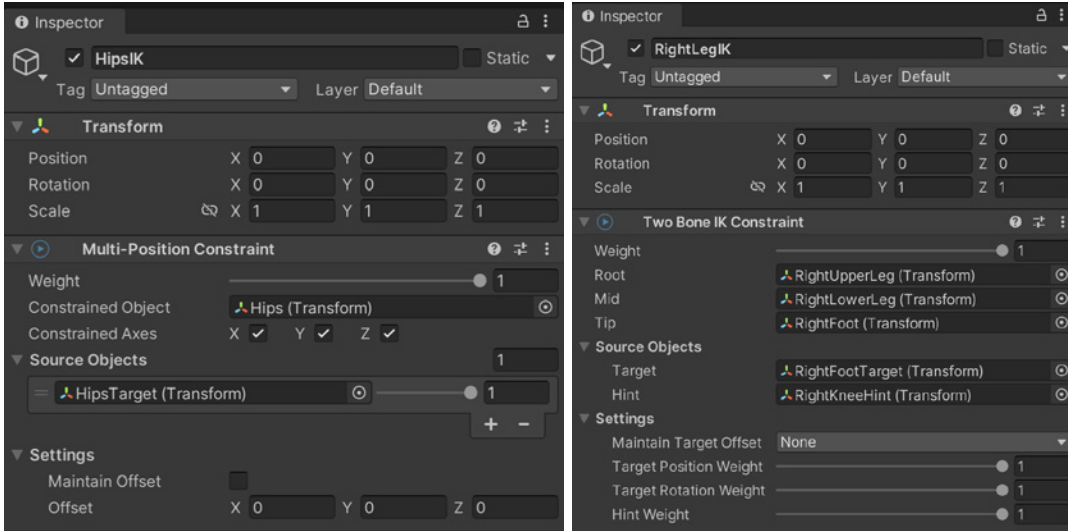 Inspector
HipsIK
Static
Tag Untagged Layer Default
Transform
Position X 0 Y 0 Z 0
Rotation X 0 Y 0 Z 0
Scale X 1 Y 1 Z 1
Multi-Position Constraint
Weight 1
Constrained Object Hips (Transform)
Constrained Axes X Y Z
Source Objects 1
HipsTarget (Transform) 1
+ -
Settings
Maintain Offset
Offset X 0 Y 0 Z 0
Inspector
RightLegIK
Static
Tag Untagged Layer Default
Transform
Position X 0 Y 0 Z 0
Rotation X 0 Y 0 Z 0
Scale X 1 Y 1 Z 1
Two Bone IK Constraint
Weight 1
Root RightUpperLeg (Transform)
Mid RightLowerLeg (Transform)
Tip RightFoot (Transform)
Source Objects
Target RightFootTarget (Transform)
Hint RightKneeHint (Transform)
Settings
Maintain Target Offset None
Target Position Weight 1
Target Rotation Weight 1
Hint Weight 1